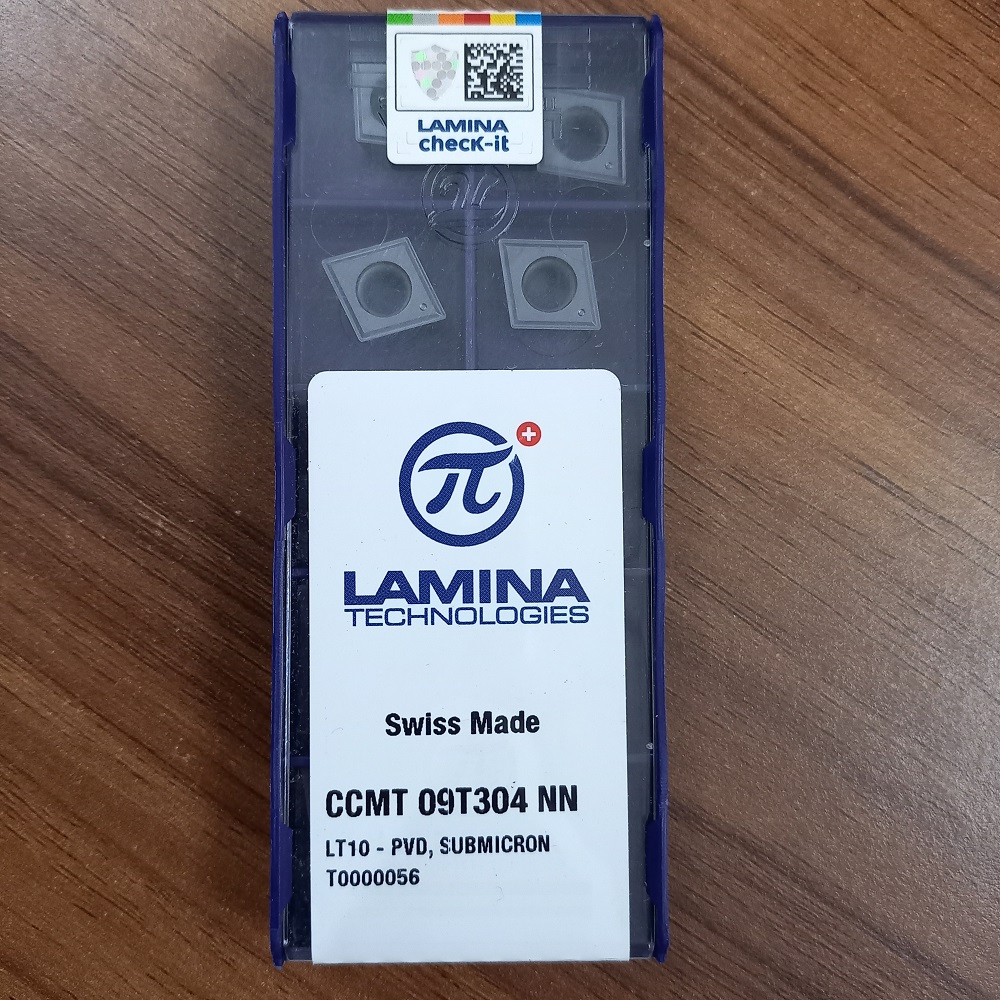 LAMINA
checK-it
π
LAMINA
TECHNOLOGIES
Swiss Made
CCMT 09T304 NN
LT10 - PVD, SUBMICRON
T0000056